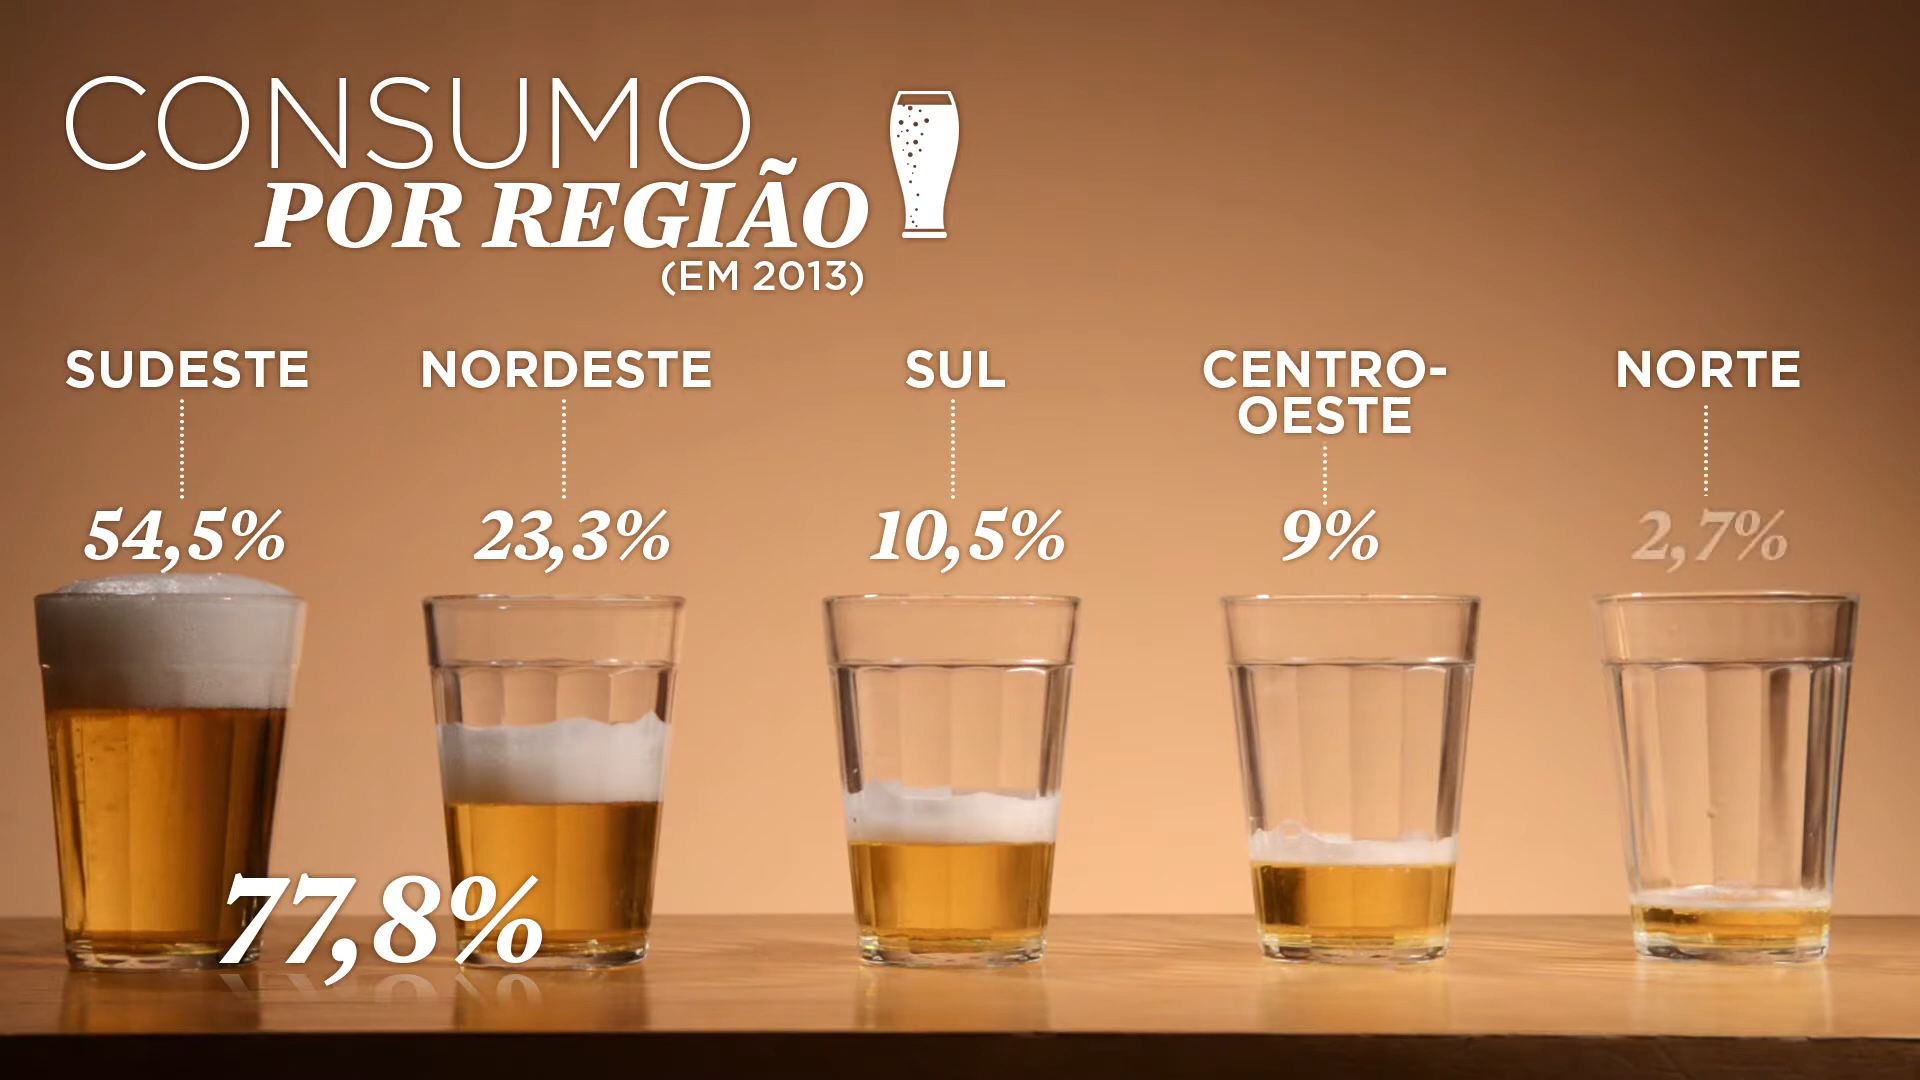 CONSUMO
POR REGIÃO
(EM 2013)
SUDESTE
54,5%
NORDESTE
23,3%
SUL
10,5%
CENTRO-
OESTE
9%
NORTE
2,7%
77,8%